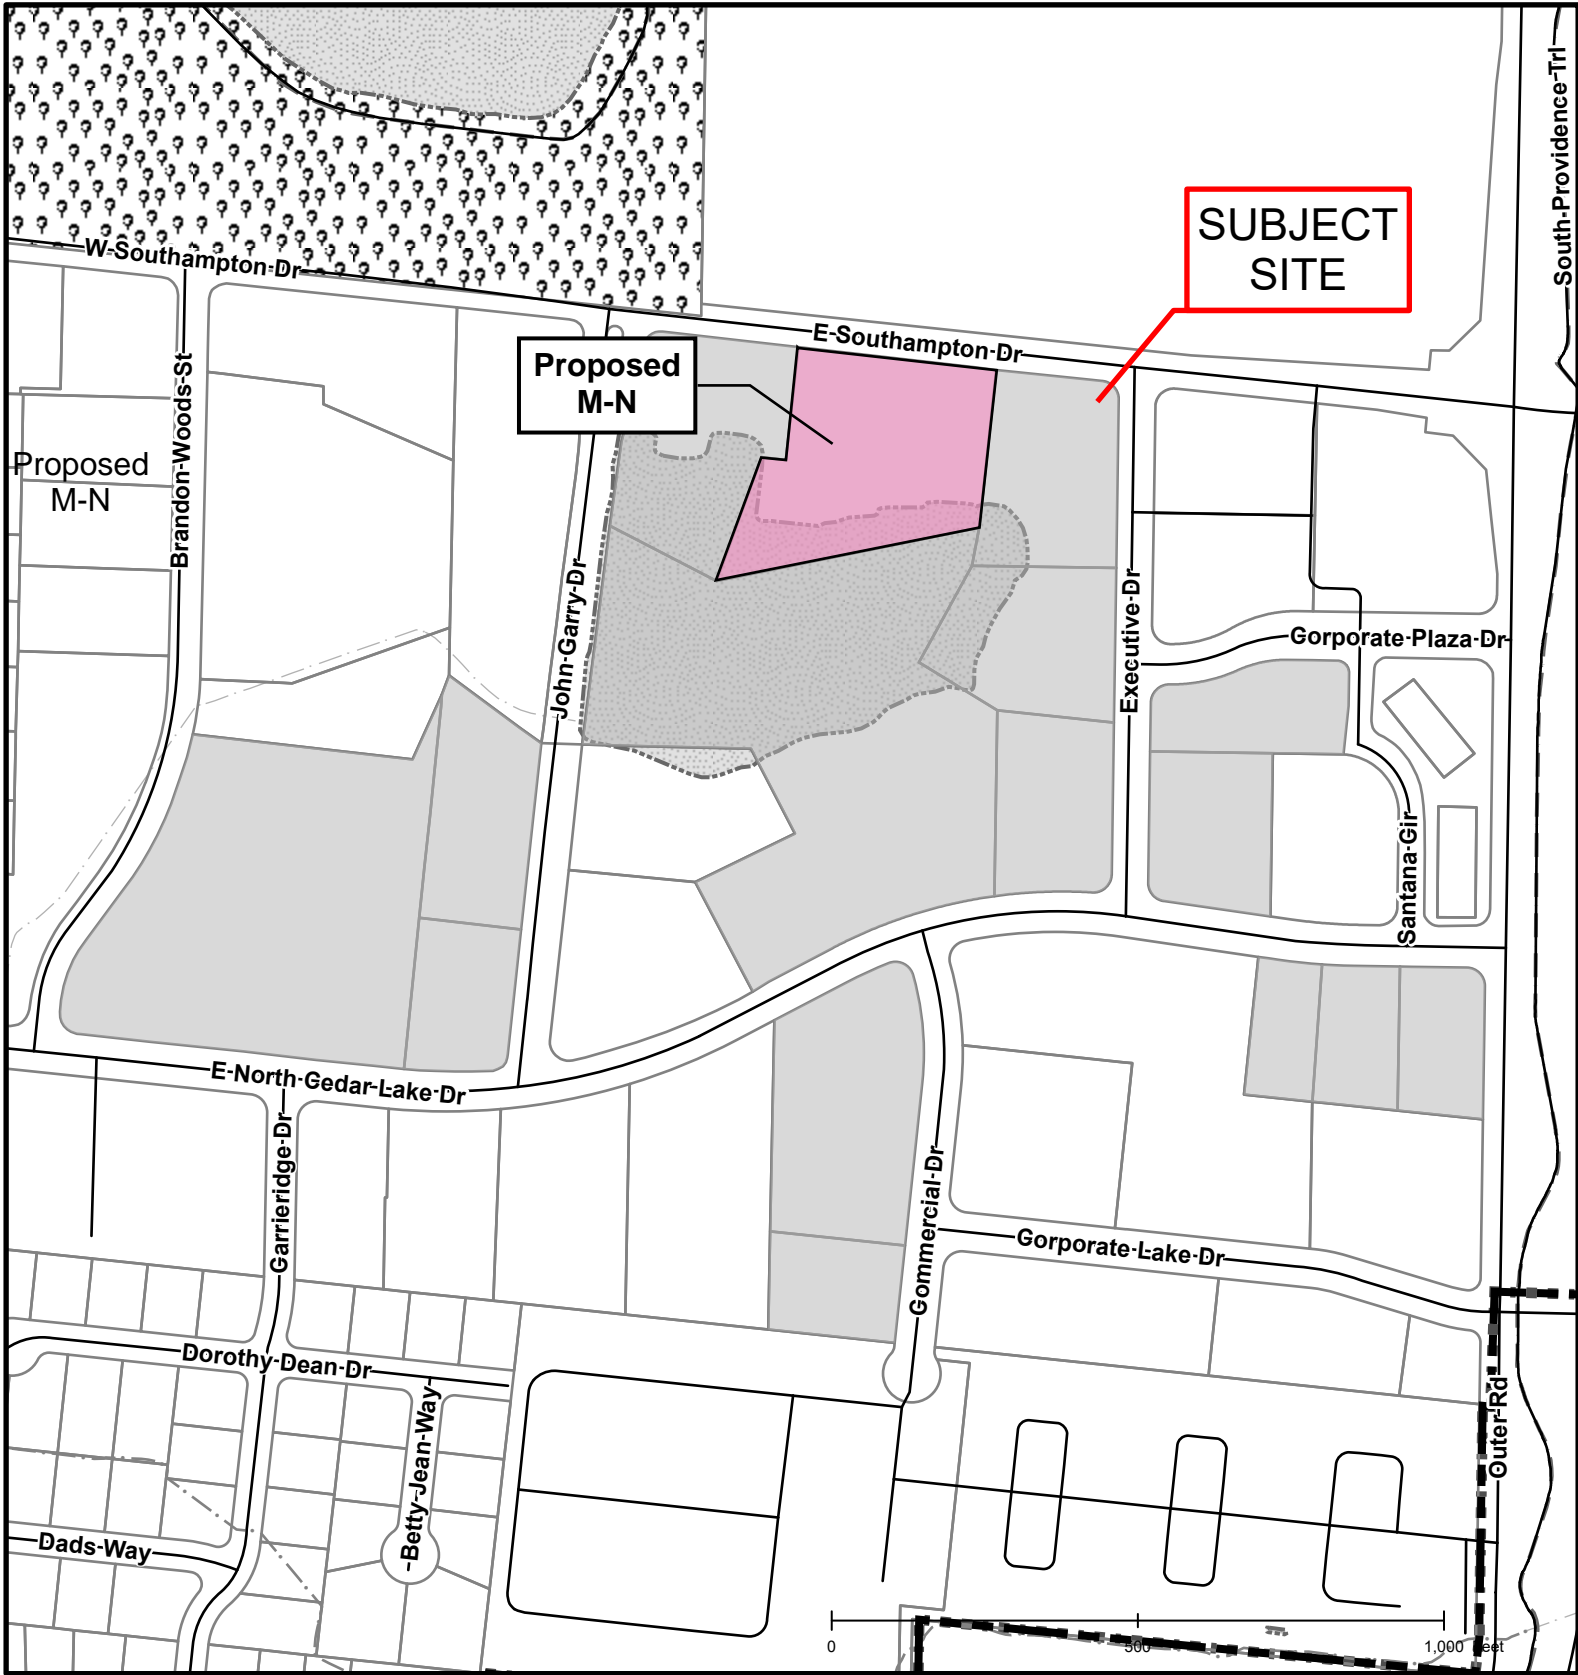 South-Providence-Trl
SUBJECT
SITE
W-Southampton-Dr
E-Southampton-Dr
Proposed
M-N
Brandon-Woods-St
Proposed
M-N
John-Garry-Dr
Executive-Dr
Gorporate-Plaza-Dr
Santana-Gir
E-North-Gedar-Lake-Dr
Garrieridge-Dr
Gommercial-Dr
Gorporate-Lake-Dr
Dorothy-Dean-Dr
Betty-Jean-Way
Outer-Rd
Dads-Way
0 500 1,000